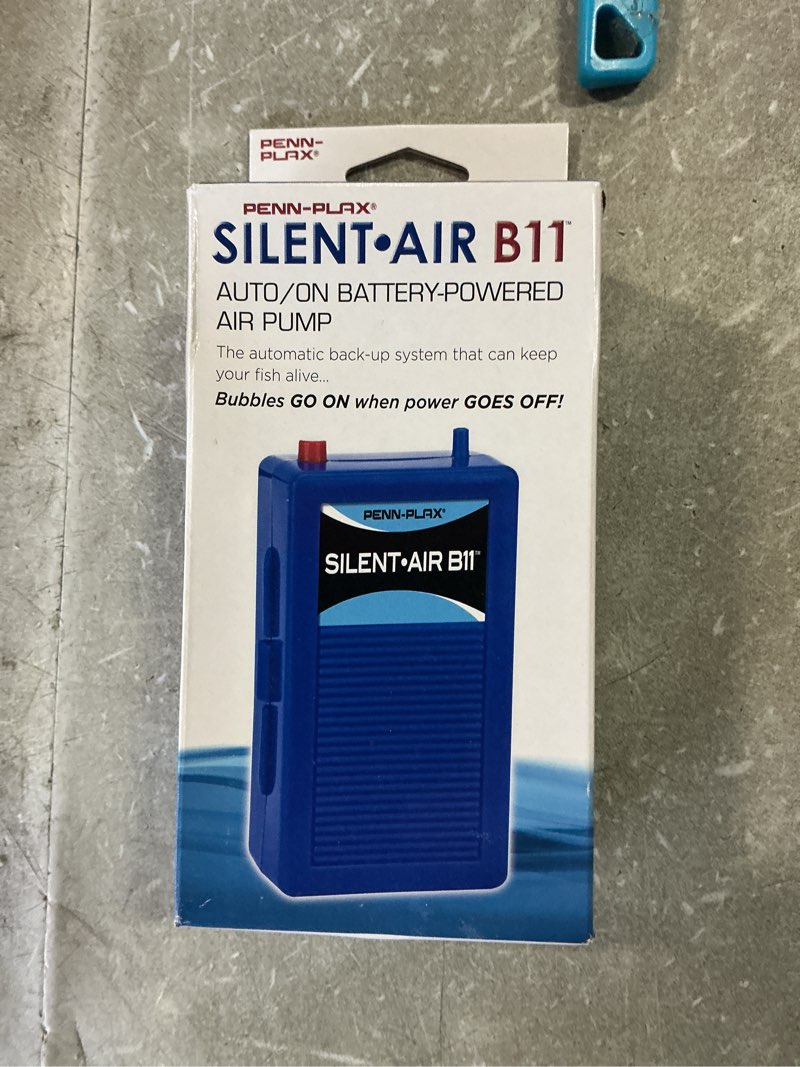 PENN-
PLAX®
PENN-PLAX®
SILENT•AIR B11™
AUTO/ON BATTERY-POWERED
AIR PUMP
The automatic back-up system that can keep
your fish alive...
Bubbles GO ON when power GOES OFF!
PENN-PLAX®
SILENT•AIR B11™